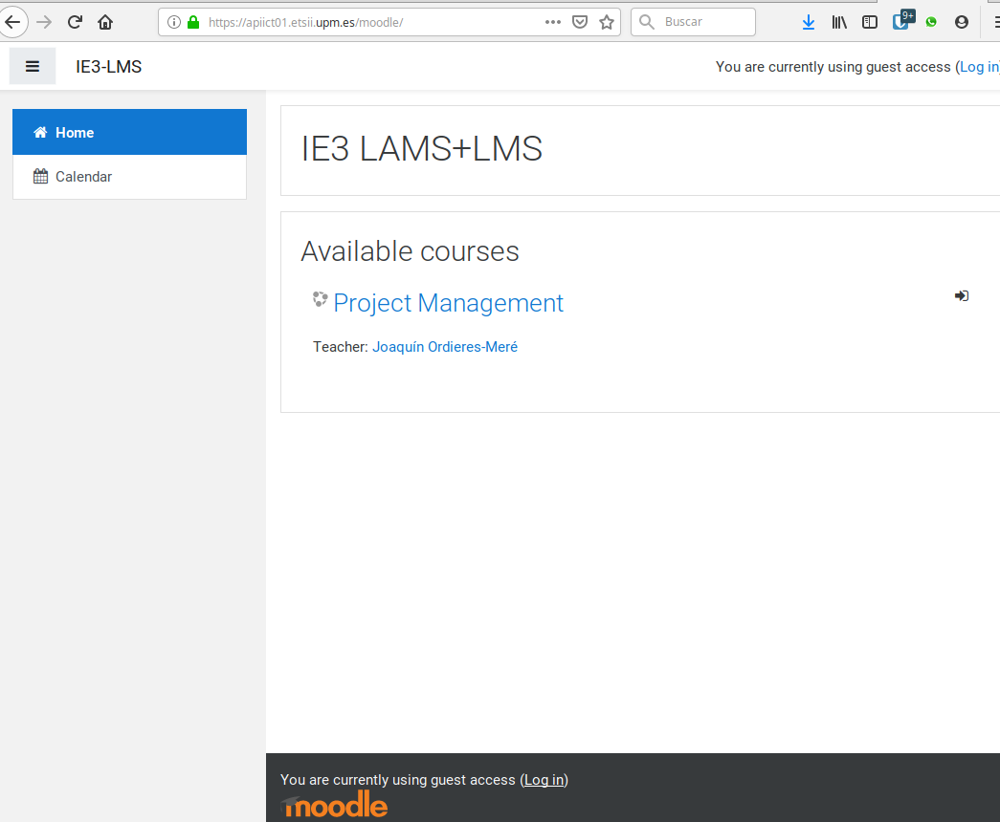 https://apiict01.etsii.upm.es/moodle/
Buscar
9+
IE3-LMS
You are currently using guest access (Log in)
Home
Calendar
IE3 LAMS+LMS
Available courses
Project Management
Teacher: Joaquín Ordieres-Meré
You are currently using guest access (Log in)
moodle